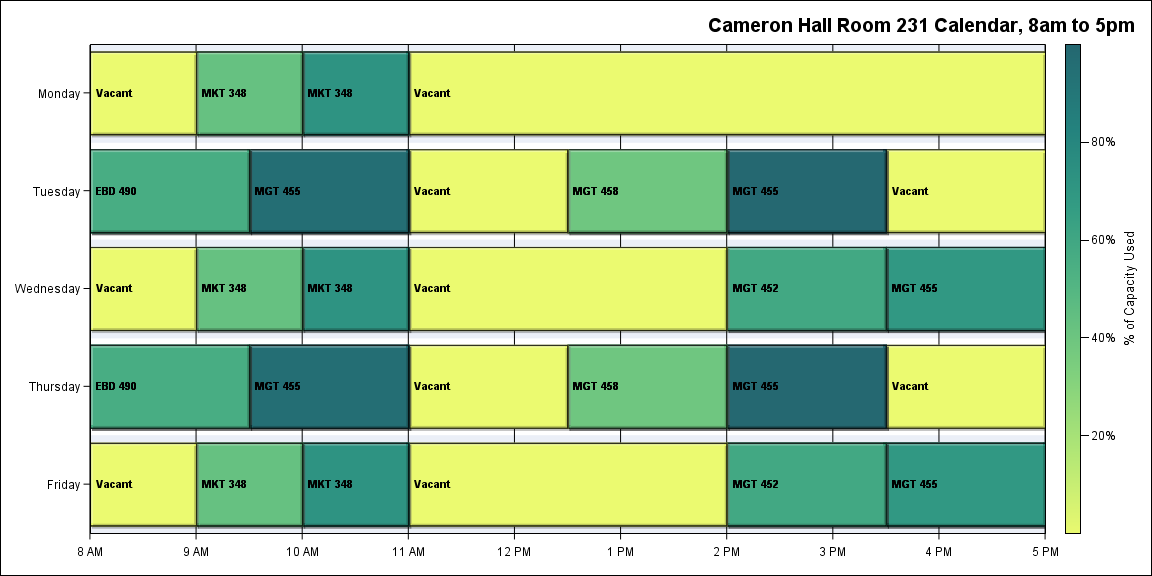 Cameron Hall Room 231 Calendar, 8am to 5pm
Monday
Vacant
MKT 348
MKT 348
Vacant
Tuesday
EBD 490
MGT 455
Vacant
MGT 458
MGT 455
Vacant
Wednesday
Vacant
MKT 348
MKT 348
Vacant
MGT 452
MGT 455
Thursday
EBD 490
MGT 455
Vacant
MGT 458
MGT 455
Vacant
Friday
Vacant
MKT 348
MKT 348
Vacant
MGT 452
MGT 455
8 AM
9 AM
10 AM
11 AM
12 PM
1 PM
2 PM
3 PM
4 PM
5 PM
80%
60%
40%
20%
% of Capacity Used